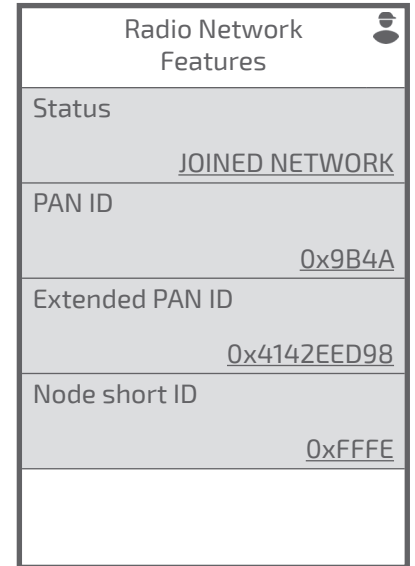 Radio Network
Features
Status
JOINED NETWORK
PAN ID
0x9B4A
Extended PAN ID
0x4142EED98
Node short ID
0xFFFE